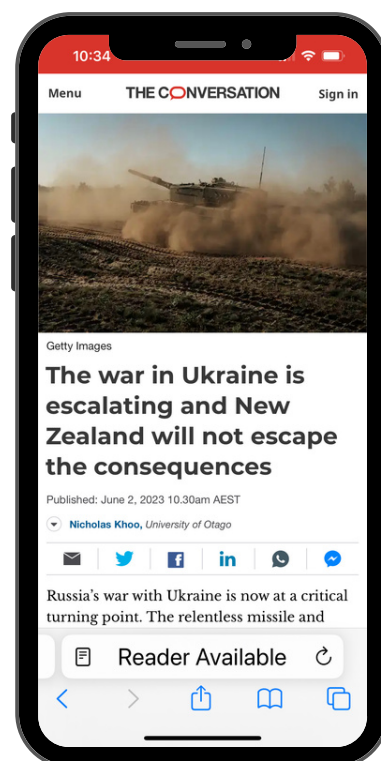 10:34
Menu THE CONVERSATION Sign in
Getty Images
The war in Ukraine is
escalating and New
Zealand will not escape
the consequences
Published: June 2, 2023 10.30am AEST
Nicholas Khoo, University of Otago
Russia's war with Ukraine is now at a critical
turning point. The relentless missile and
Reader Available